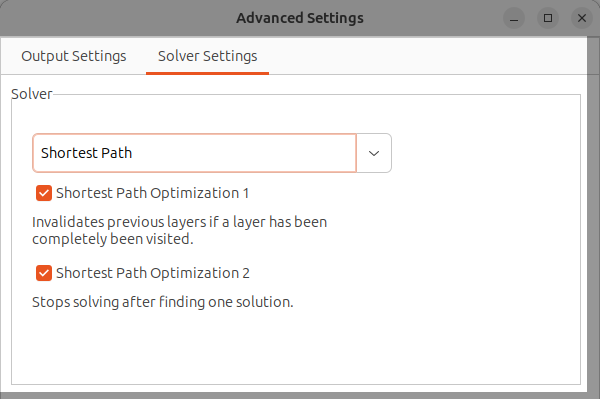 Advanced Settings
Output Settings
Solver Settings
Solver
Shortest Path
Shortest Path Optimization 1
Invalidates previous layers if a layer has been
completely been visited.
Shortest Path Optimization 2
Stops solving after finding one solution.